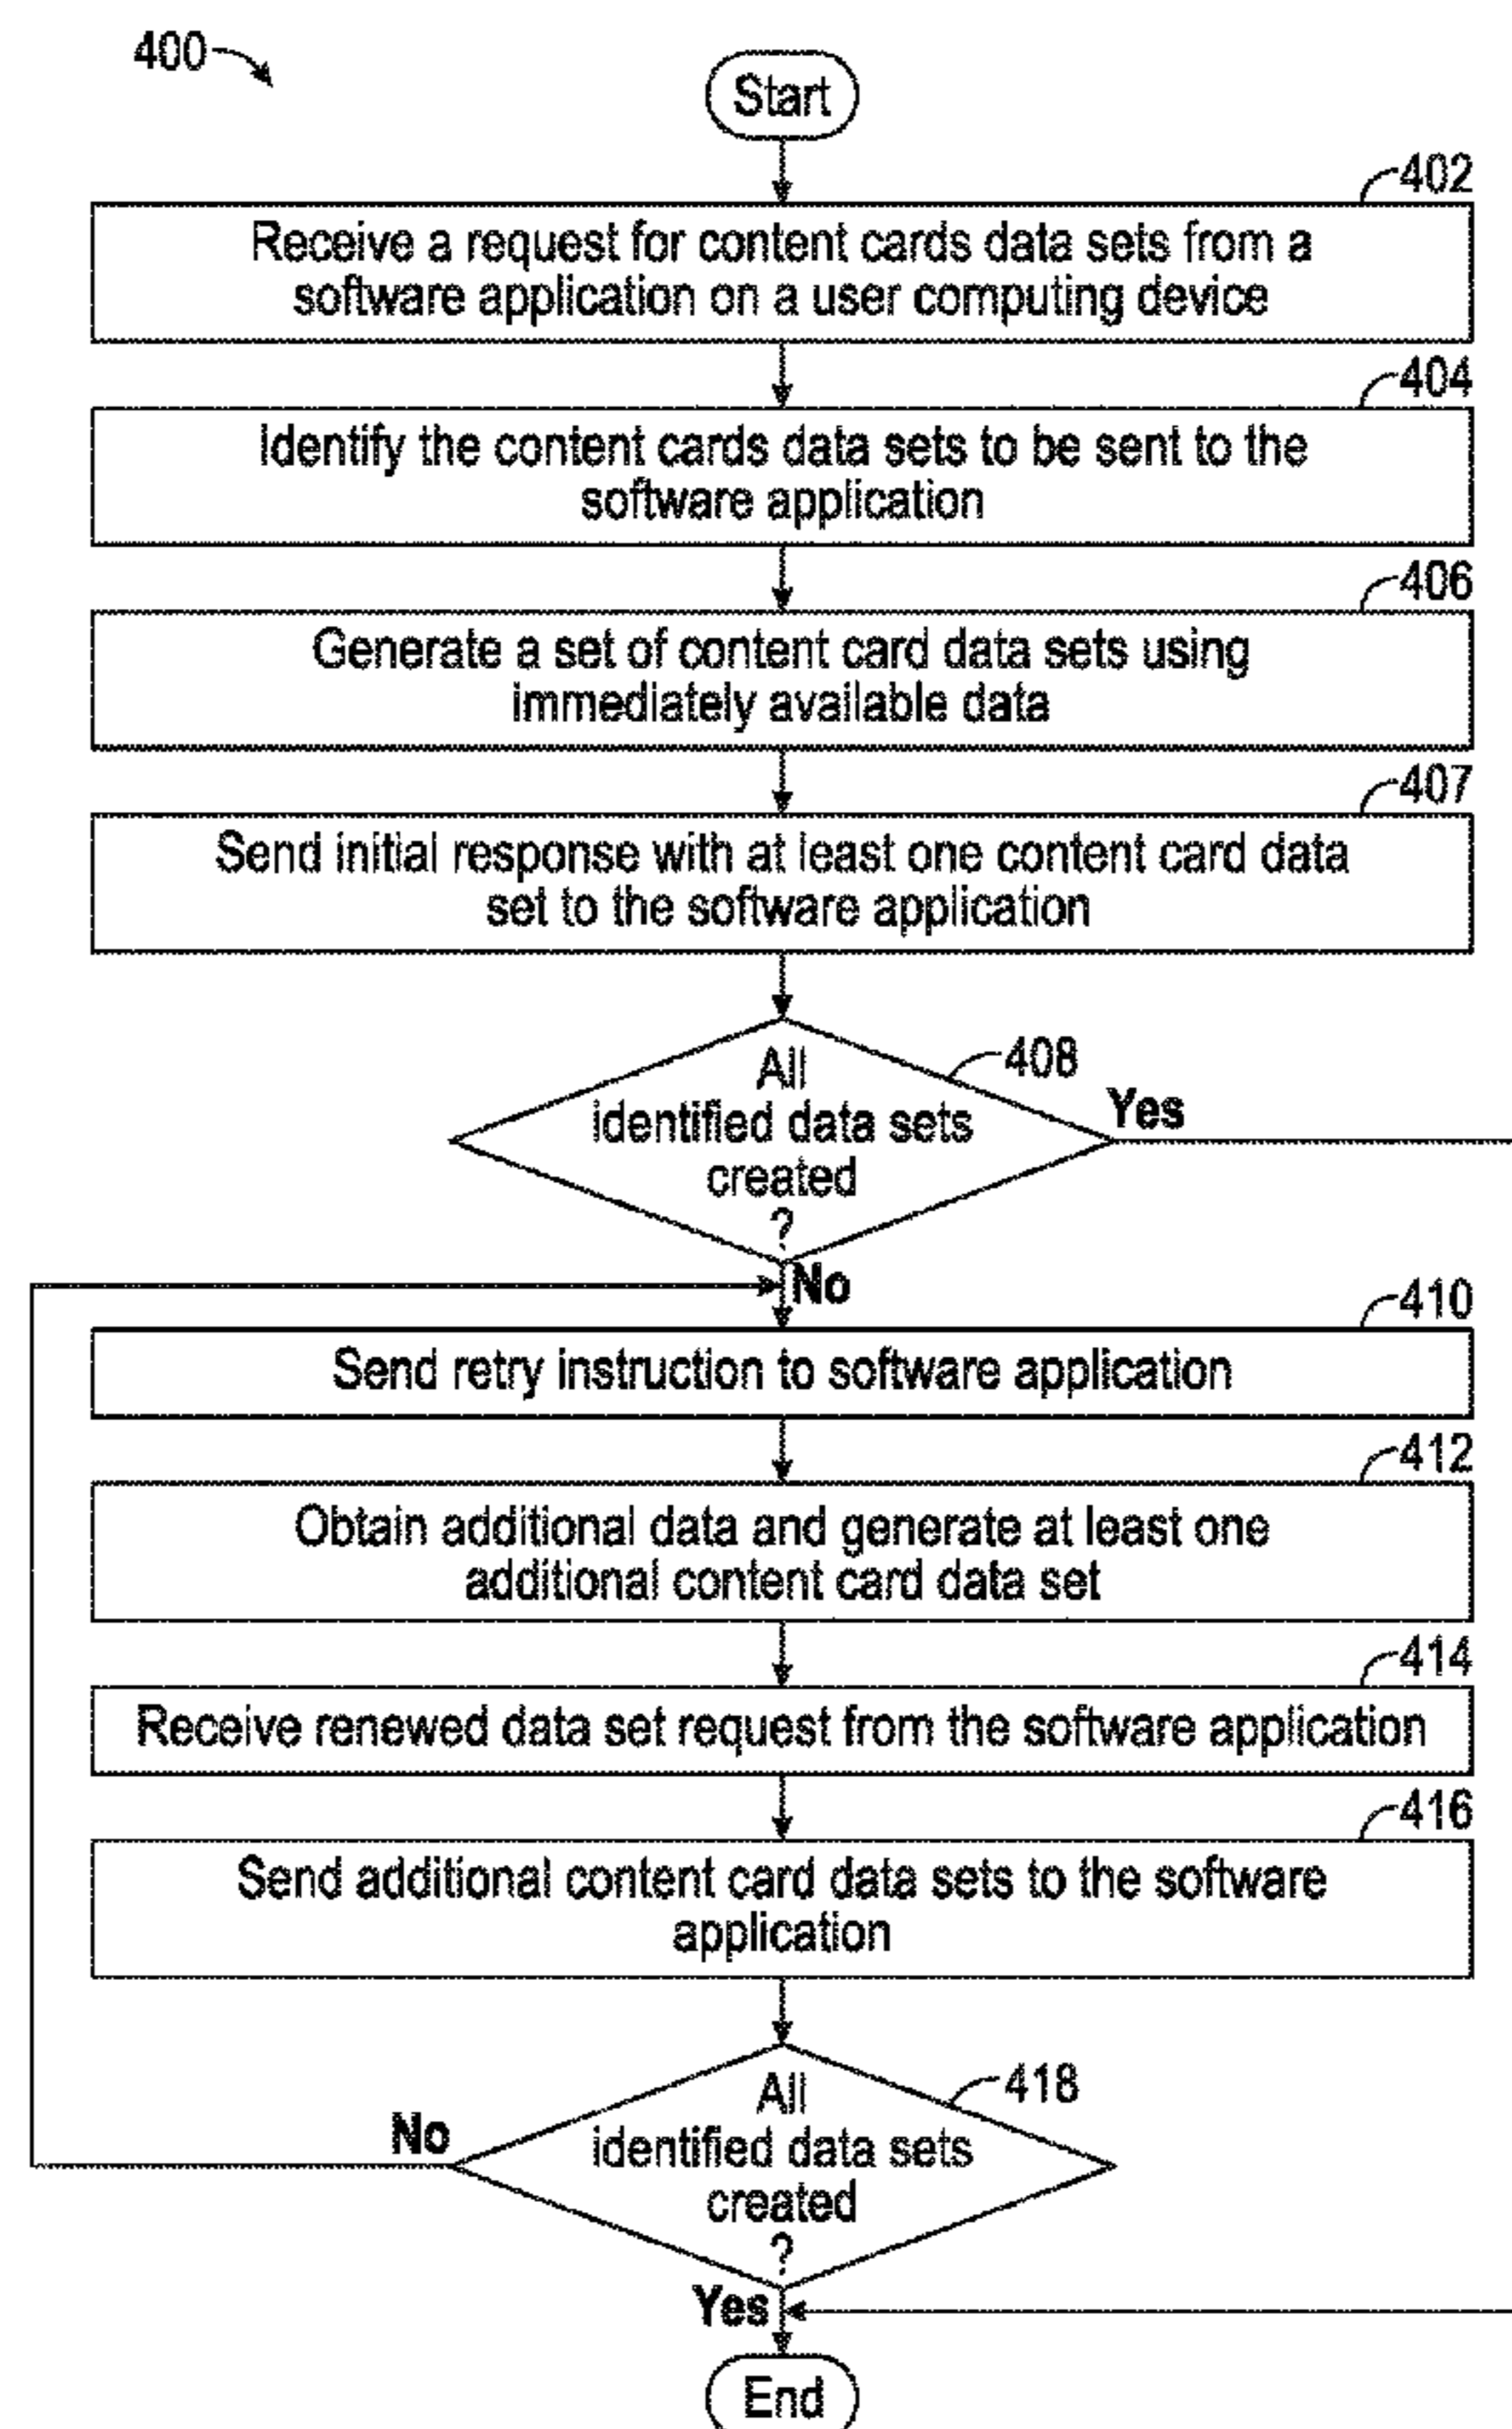 400
Start
402
Receive a request for content cards data sets from a
software application on a user computing device
404
Identify the content cards data sets to be sent to the
software application
406
Generate a set of content card data sets using
immediately available data
407
Send initial response with at least one content card data
set to the software application
408
All
identified data sets
created
?
Yes
No
410
Send retry instruction to software application
412
Obtain additional data and generate at least one
additional content card data set
414
Receive renewed data set request from the software application
416
Send additional content card data sets to the software
application
418
All
identified data sets
created
?
No
Yes
End